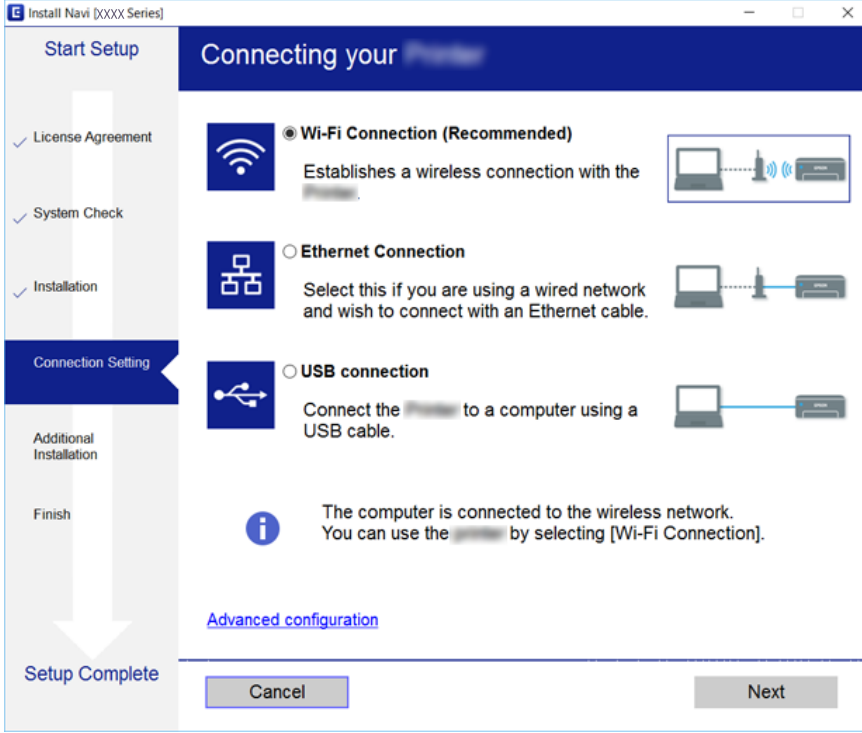 Install Navi [XXXX Series]
Start Setup
License Agreement
System Check
Installation
Connection Setting
Additional
Installation
Finish
Setup Complete
Connecting your
Wi-Fi Connection (Recommended)
Establishes a wireless connection with the
.
Ethernet Connection
Select this if you are using a wired network
and wish to connect with an Ethernet cable.
USB connection
Connect the to a computer using a
USB cable.
The computer is connected to the wireless network.
You can use the by selecting [Wi-Fi Connection].
Advanced configuration
Cancel
Next